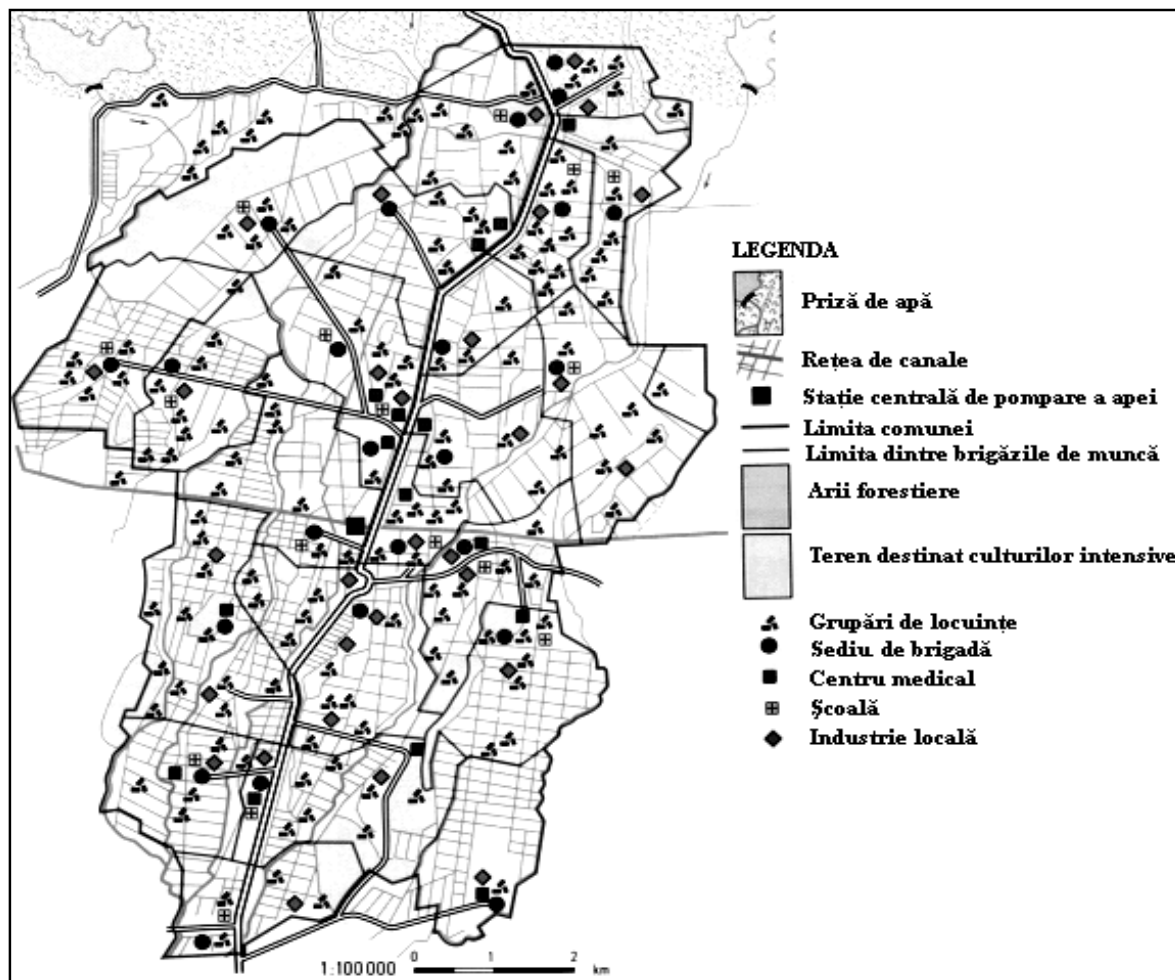 LEGENDA
Priză de apă
Rețea de canale
Stație centrală de pompare a apei
Limita comunei
Limita dintre brigăzile de muncă
Arii forestiere
Teren destinat culturilor intensive
Grupări de locuințe
Sediu. de brigadă
Centru medical
Școală
Industrie locală
1:100 000 0 1 2
km